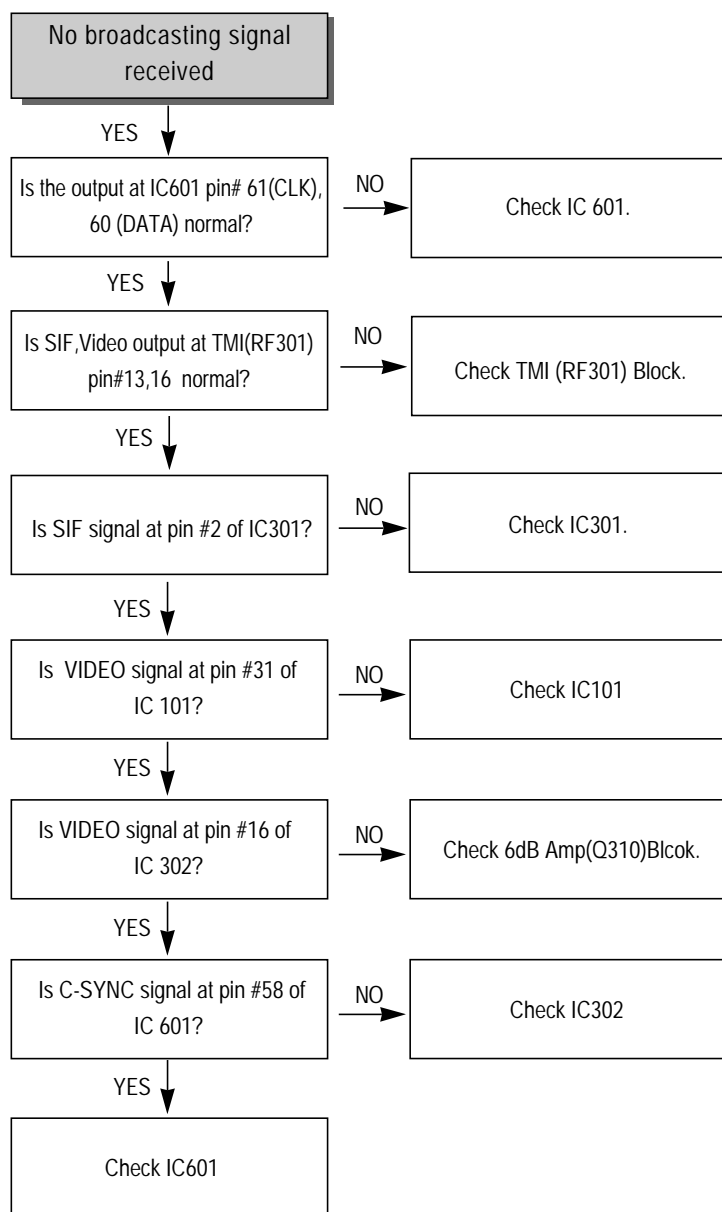 No broadcasting signal
received
YES
Is the output at IC601 pin# 61(CLK),
60 (DATA) normal?
NO
Check IC 601.
YES
Is SIF,Video output at TMI(RF301)
pin#13,16 normal?
NO
Check TMI (RF301) Block.
YES
Is SIF signal at pin #2 of IC301?
NO
Check IC301.
YES
Is VIDEO signal at pin #31 of
IC 101?
NO
Check IC101
YES
Is VIDEO signal at pin #16 of
IC 302?
NO
Check 6dB Amp(Q310)Blcok.
YES
Is C-SYNC signal at pin #58 of
IC 601?
NO
Check IC302
YES
Check IC601